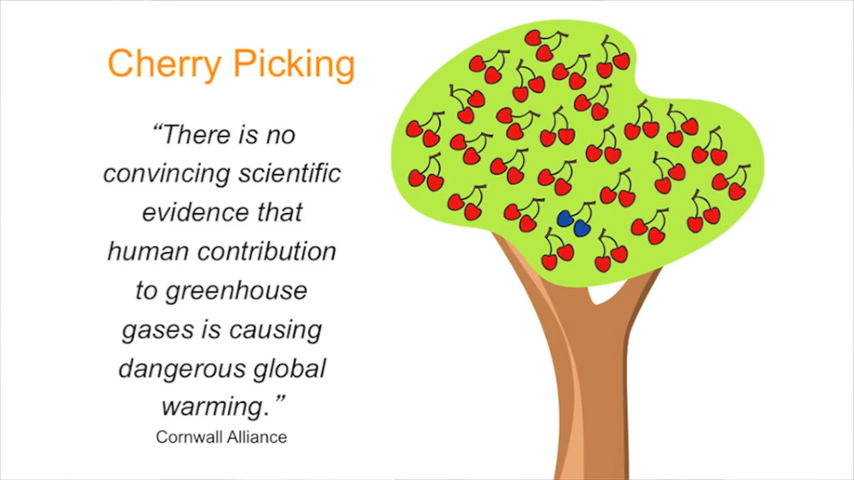 Cherry Picking
“There is no
convincing scientific
evidence that
human contribution
to greenhouse
gases is causing
dangerous global
warming.”
Cornwall Alliance